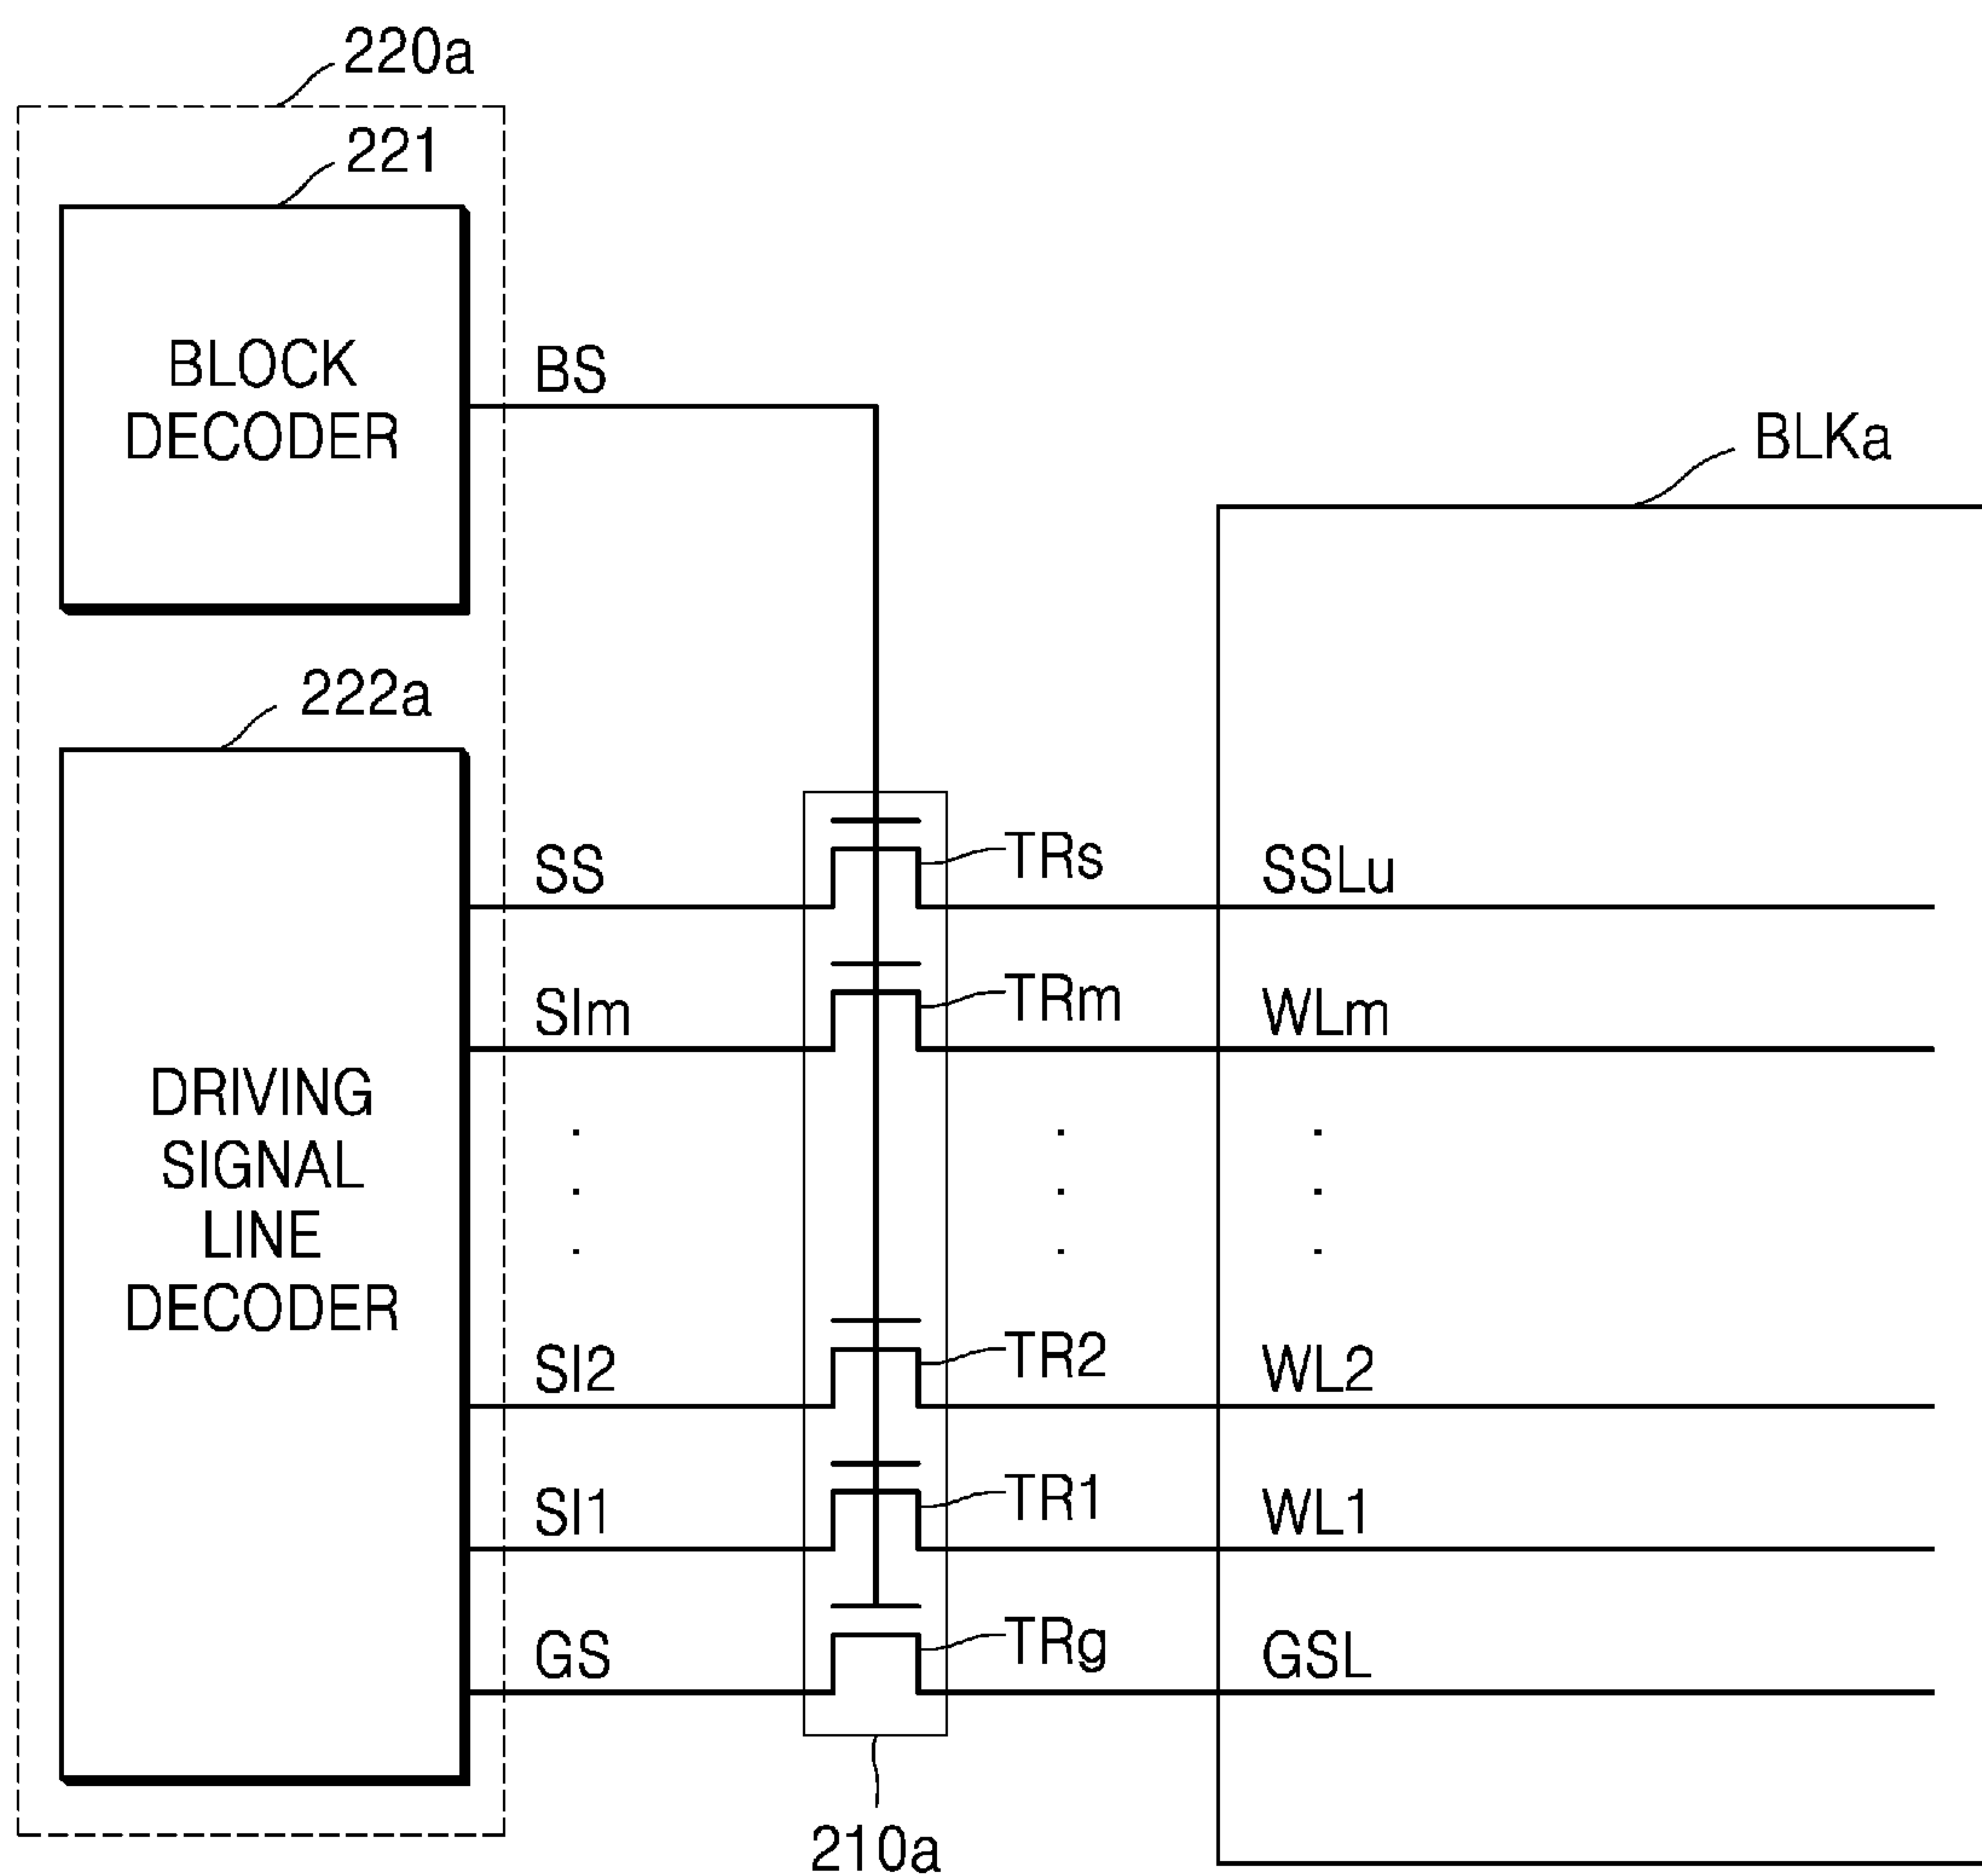 220a
221
BLOCK
DECODER
BS
BLKa
222a
DRIVING
SIGNAL
LINE
DECODER
SS
TRs
SSLu
SIm
TRm
WLm
SI2
TR2
WL2
SI1
TR1
WL1
GS
TRg
GSL
210a